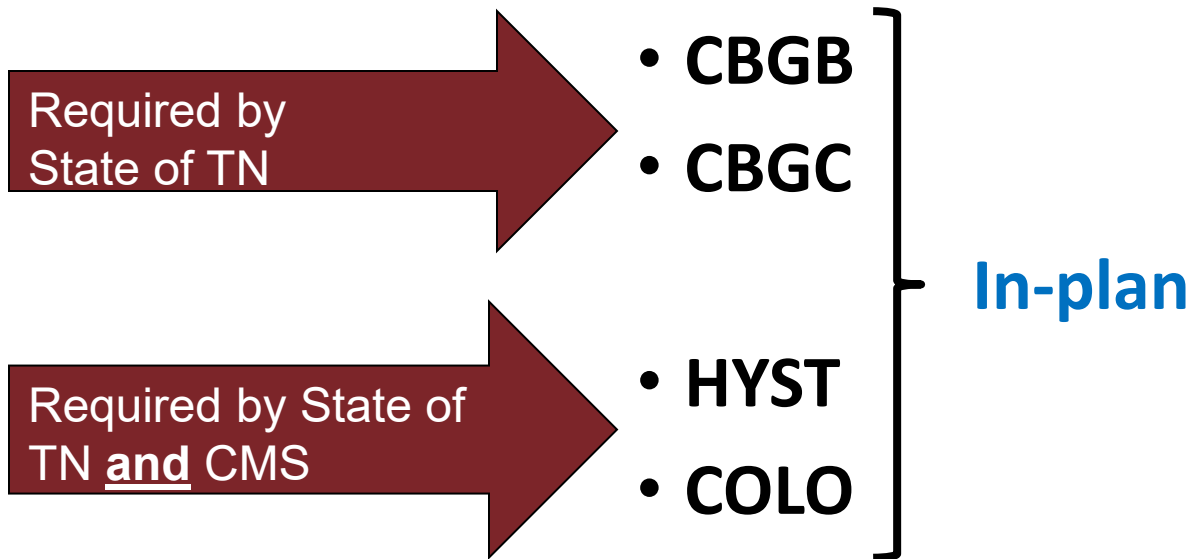 Required by
State of TN
• CBGB
• CBGC
In-plan
Required by State of
TN and CMS
• HYST
• COLO